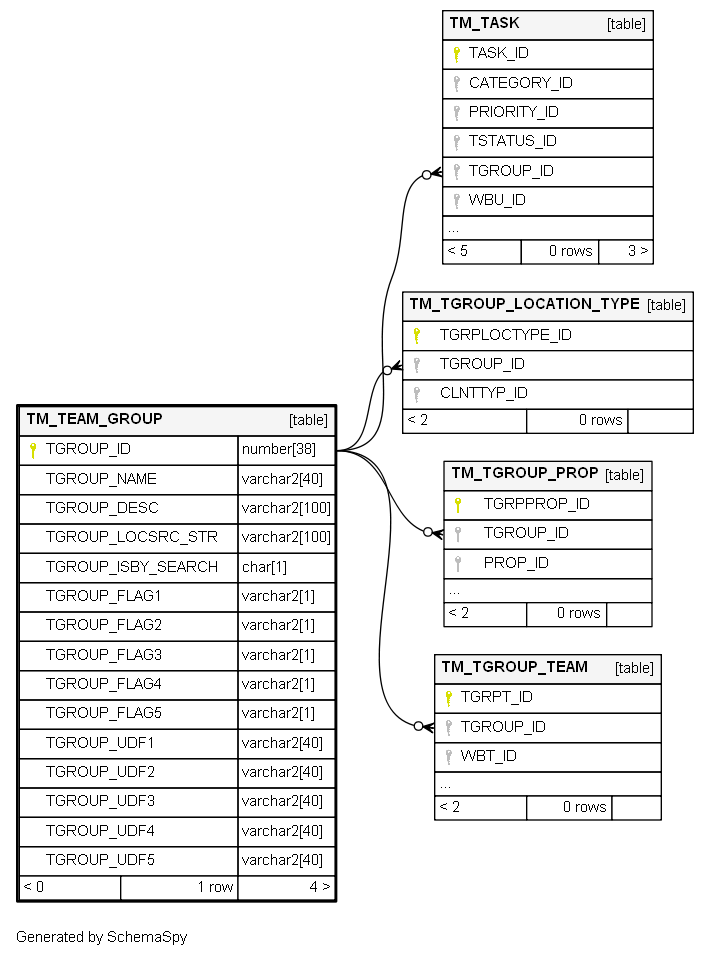 TM_TASK [table]
TASK_ID
CATEGORY_ID
PRIORITY_ID
TSTATUS_ID
TGROUP_ID
WBU_ID
...
< 5 0 rows 3 >
TM_TGROUP_LOCATION_TYPE [table]
TGRPLOCTYPE_ID
TGROUP_ID
CLNTTYP_ID
< 2 0 rows
TM_TEAM_GROUP [table]
TGROUP_ID number[38]
TGROUP_NAME varchar2[40]
TGROUP_DESC varchar2[100]
TGROUP_LOCSRC_STR varchar2[100]
TGROUP_ISBY_SEARCH char[1]
TGROUP_FLAG1 varchar2[1]
TGROUP_FLAG2 varchar2[1]
TGROUP_FLAG3 varchar2[1]
TGROUP_FLAG4 varchar2[1]
TGROUP_FLAG5 varchar2[1]
TGROUP_UDF1 varchar2[40]
TGROUP_UDF2 varchar2[40]
TGROUP_UDF3 varchar2[40]
TGROUP_UDF4 varchar2[40]
TGROUP_UDF5 varchar2[40]
< 0 1 row 4 >
TM_TGROUP_PROP [table]
TGRPPROP_ID
TGROUP_ID
PROP_ID
...
< 2 0 rows
TM_TGROUP_TEAM [table]
TGRPT_ID
TGROUP_ID
WBT_ID
...
< 2 0 rows
Generated by SchemaSpy